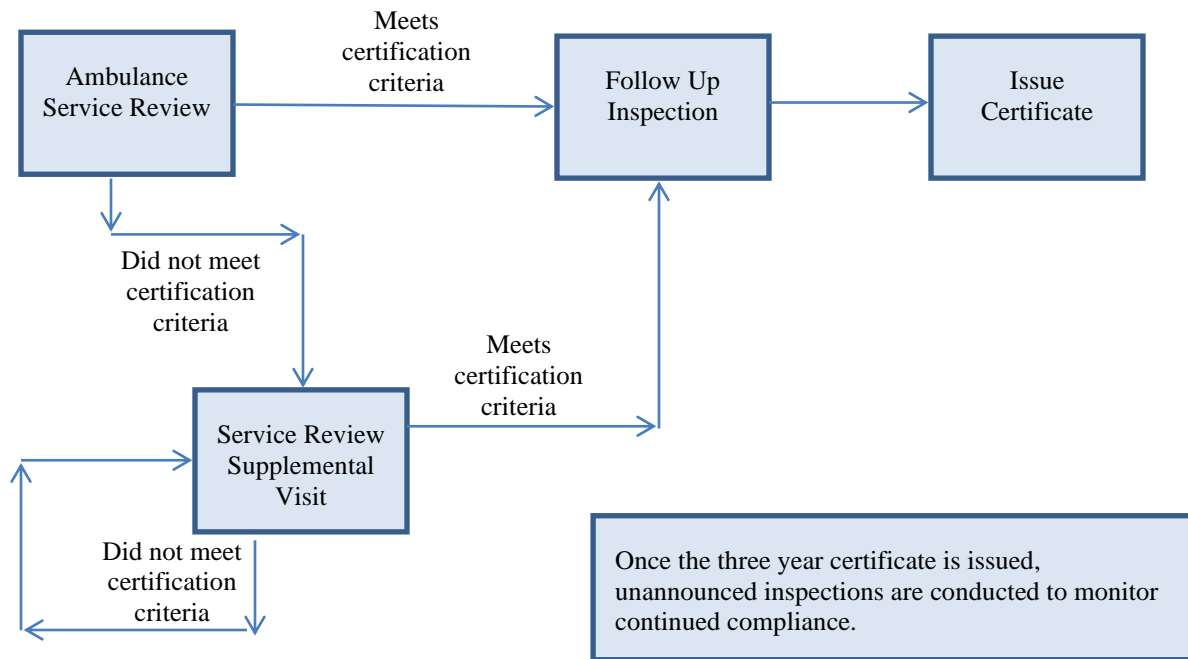 Meets
certification
criteria
Ambulance
Service Review
Follow Up
Inspection
Issue
Certificate
Did not meet
certification
criteria
Meets
certification
criteria
Service Review
Supplemental
Visit
Did not meet
certification
criteria
Once the three year certificate is issued,
unannounced inspections are conducted to monitor
continued compliance.